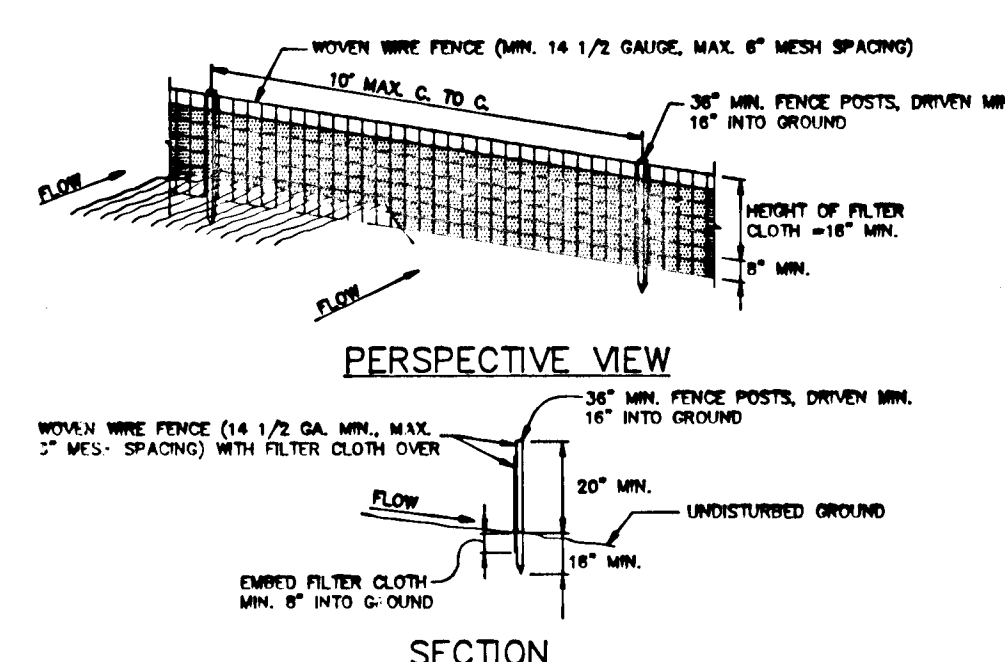 WOVEN WIRE FENCE (MIN. 14 1/2 GAUGE, MAX. 6" MESH SPACING)
10" MAX. C. TO C.
36" MIN. FENCE POSTS, DRIVEN MIN
16" INTO GROUND
FLOW
HEIGHT OF FILTER
CLOTH =16" MIN.
8" MIN.
FLOW
PERSPECTIVE VIEW
36" MIN. FENCE POSTS, DRIVEN MIN.
16" INTO GROUND
WOVEN WIRE FENCE (14 1/2 GA. MIN., MAX.
SPACING) WITH FILTER CLOTH OVER
20" MIN.
FLOW
UNDISTURBED GROUND
16" MIN.
EMBED FILTER CLOTH
MIN. 8" INTO GROUND
SECTION